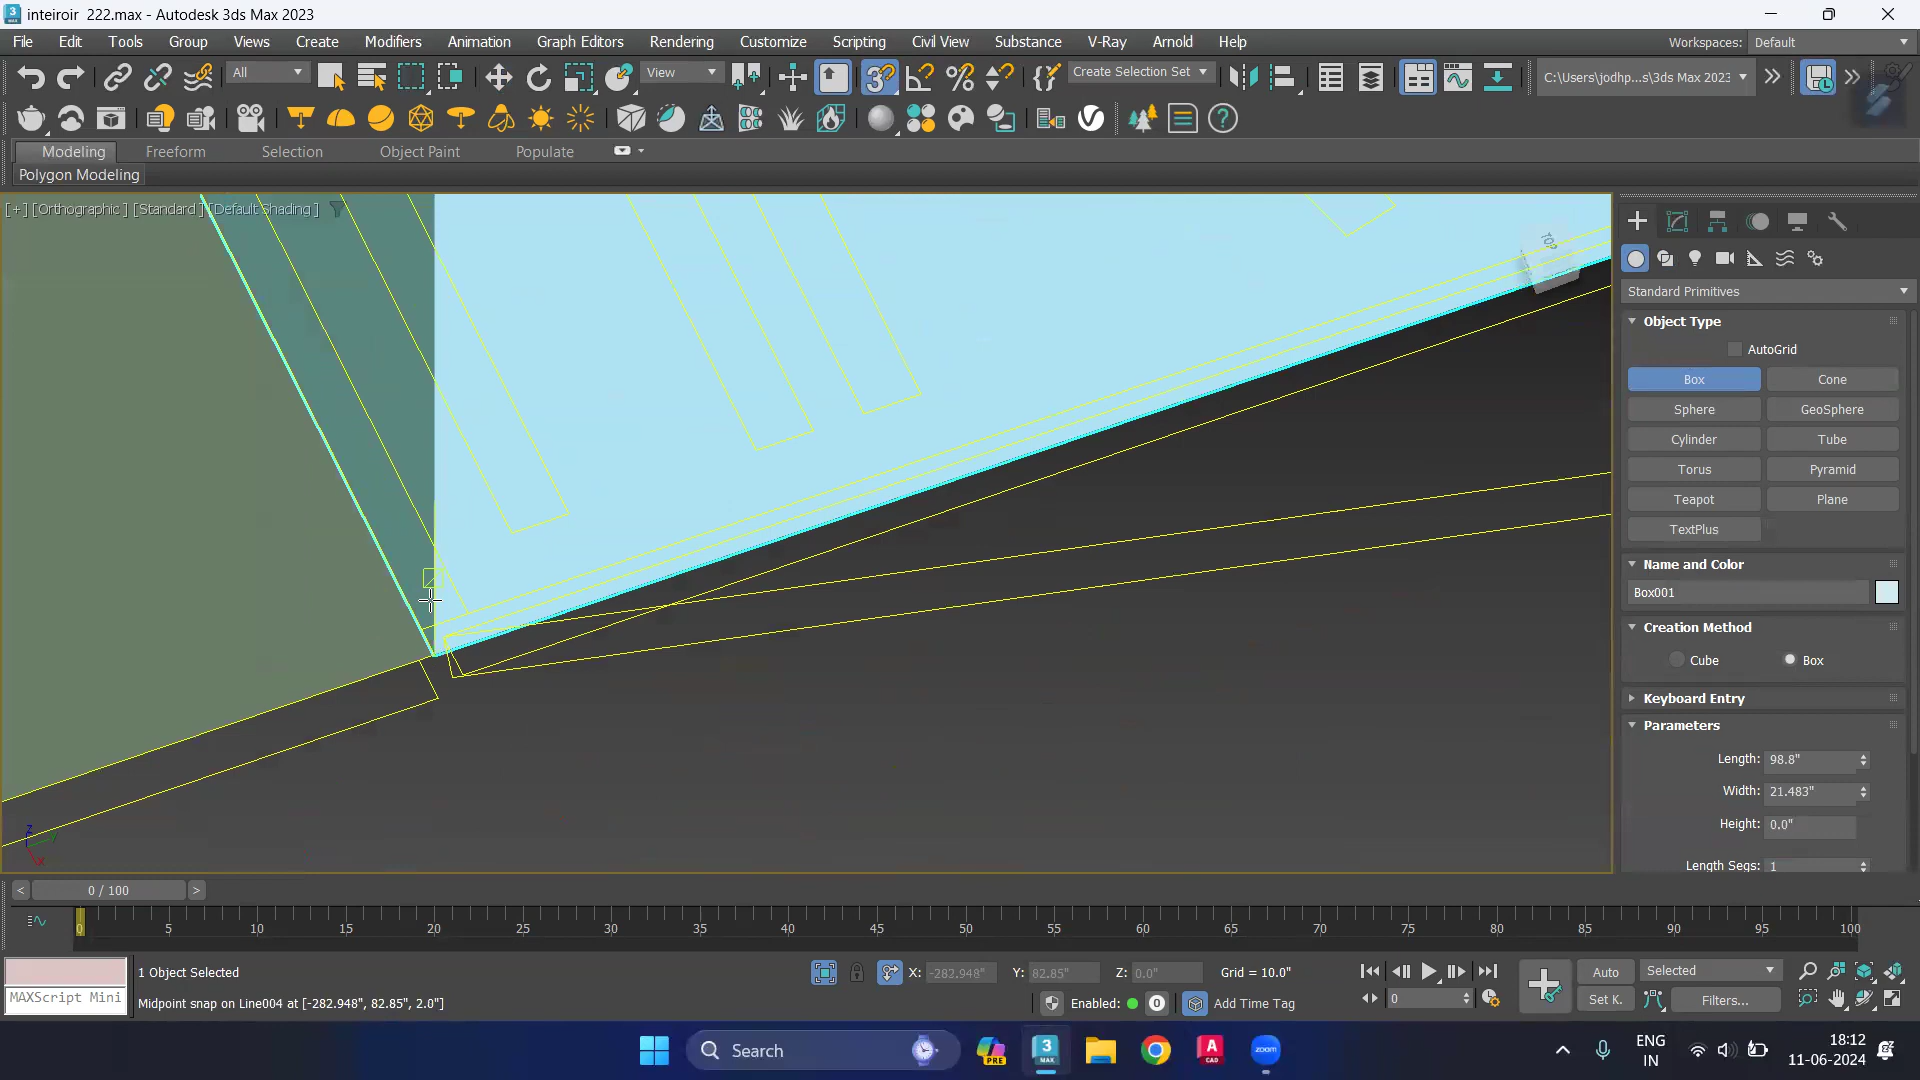 inteiroir 222.max - Autodesk 3ds Max 2023
File Edit Tools Group Views Create Modifiers Animation Graph Editors Rendering Customize Scripting Civil View Substance V-Ray Arnold Help Workspaces: Default
All View Create Selection Set C:\Users\jodhp...s\3ds Max 2023
Modeling Freeform Selection Object Paint Populate
Polygon Modeling
[+] [Orthographic ] [Standard ] [Default Shading ]
TOP
Standard Primitives
Object Type
AutoGrid
Box Cone
Sphere GeoSphere
Cylinder Tube
Torus Pyramid
Teapot Plane
TextPlus
Name and Color
Box001
Creation Method
Cube Box
Keyboard Entry
Parameters
Length: 98.8"
Width: 21.483"
Height: 0.0"
Length Segs: 1
z
x
0 / 100
0 5 10 15 20 25 30 35 40 45 50 55 60 65 70 75 80 85 90 95 100
1 Object Selected X: -282.948" Y: 82.85" Z: 0.0" Grid = 10.0" Auto Selected
MAXScript Mini Midpoint snap on Line004 at [-282.948", 82.85", 2.0"] Enabled: 0 Add Time Tag 0 Set K. Filters...
Search PRE 3 MAX A CAD zoom ENG IN 18:12 11-06-2024